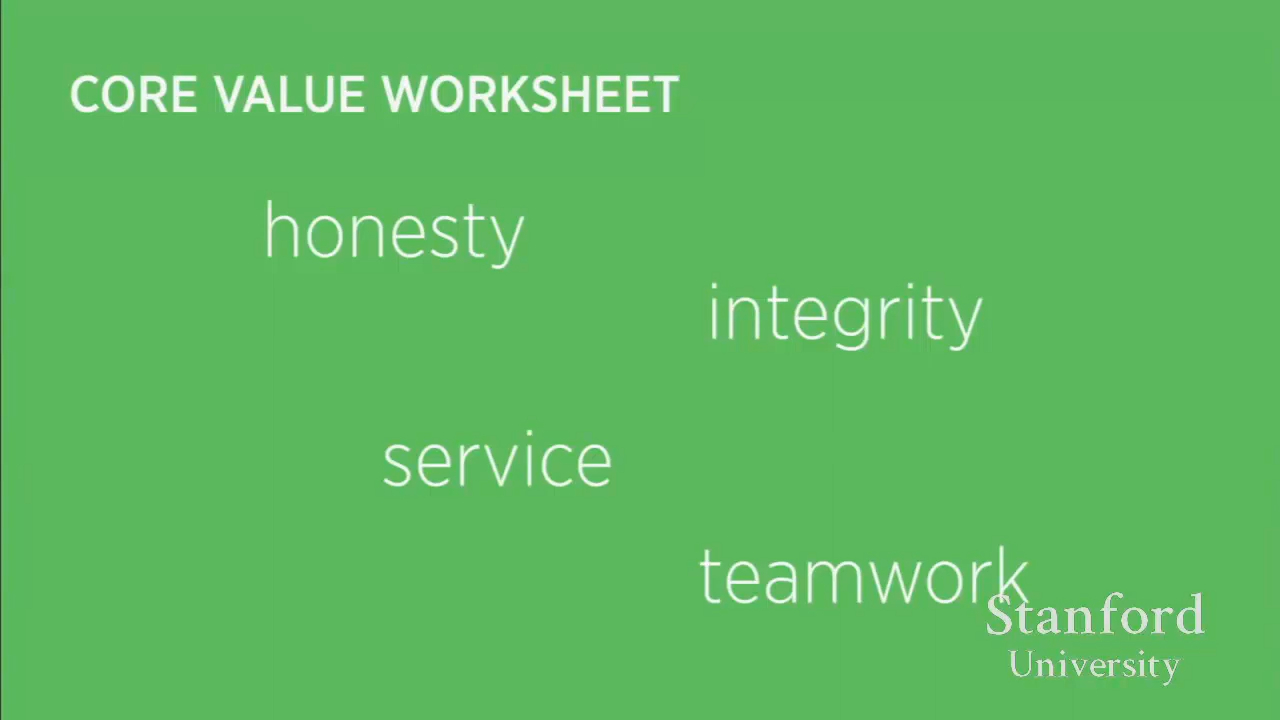 CORE VALUE WORKSHEET
honesty
integrity
service
teamwork
Stanford
University